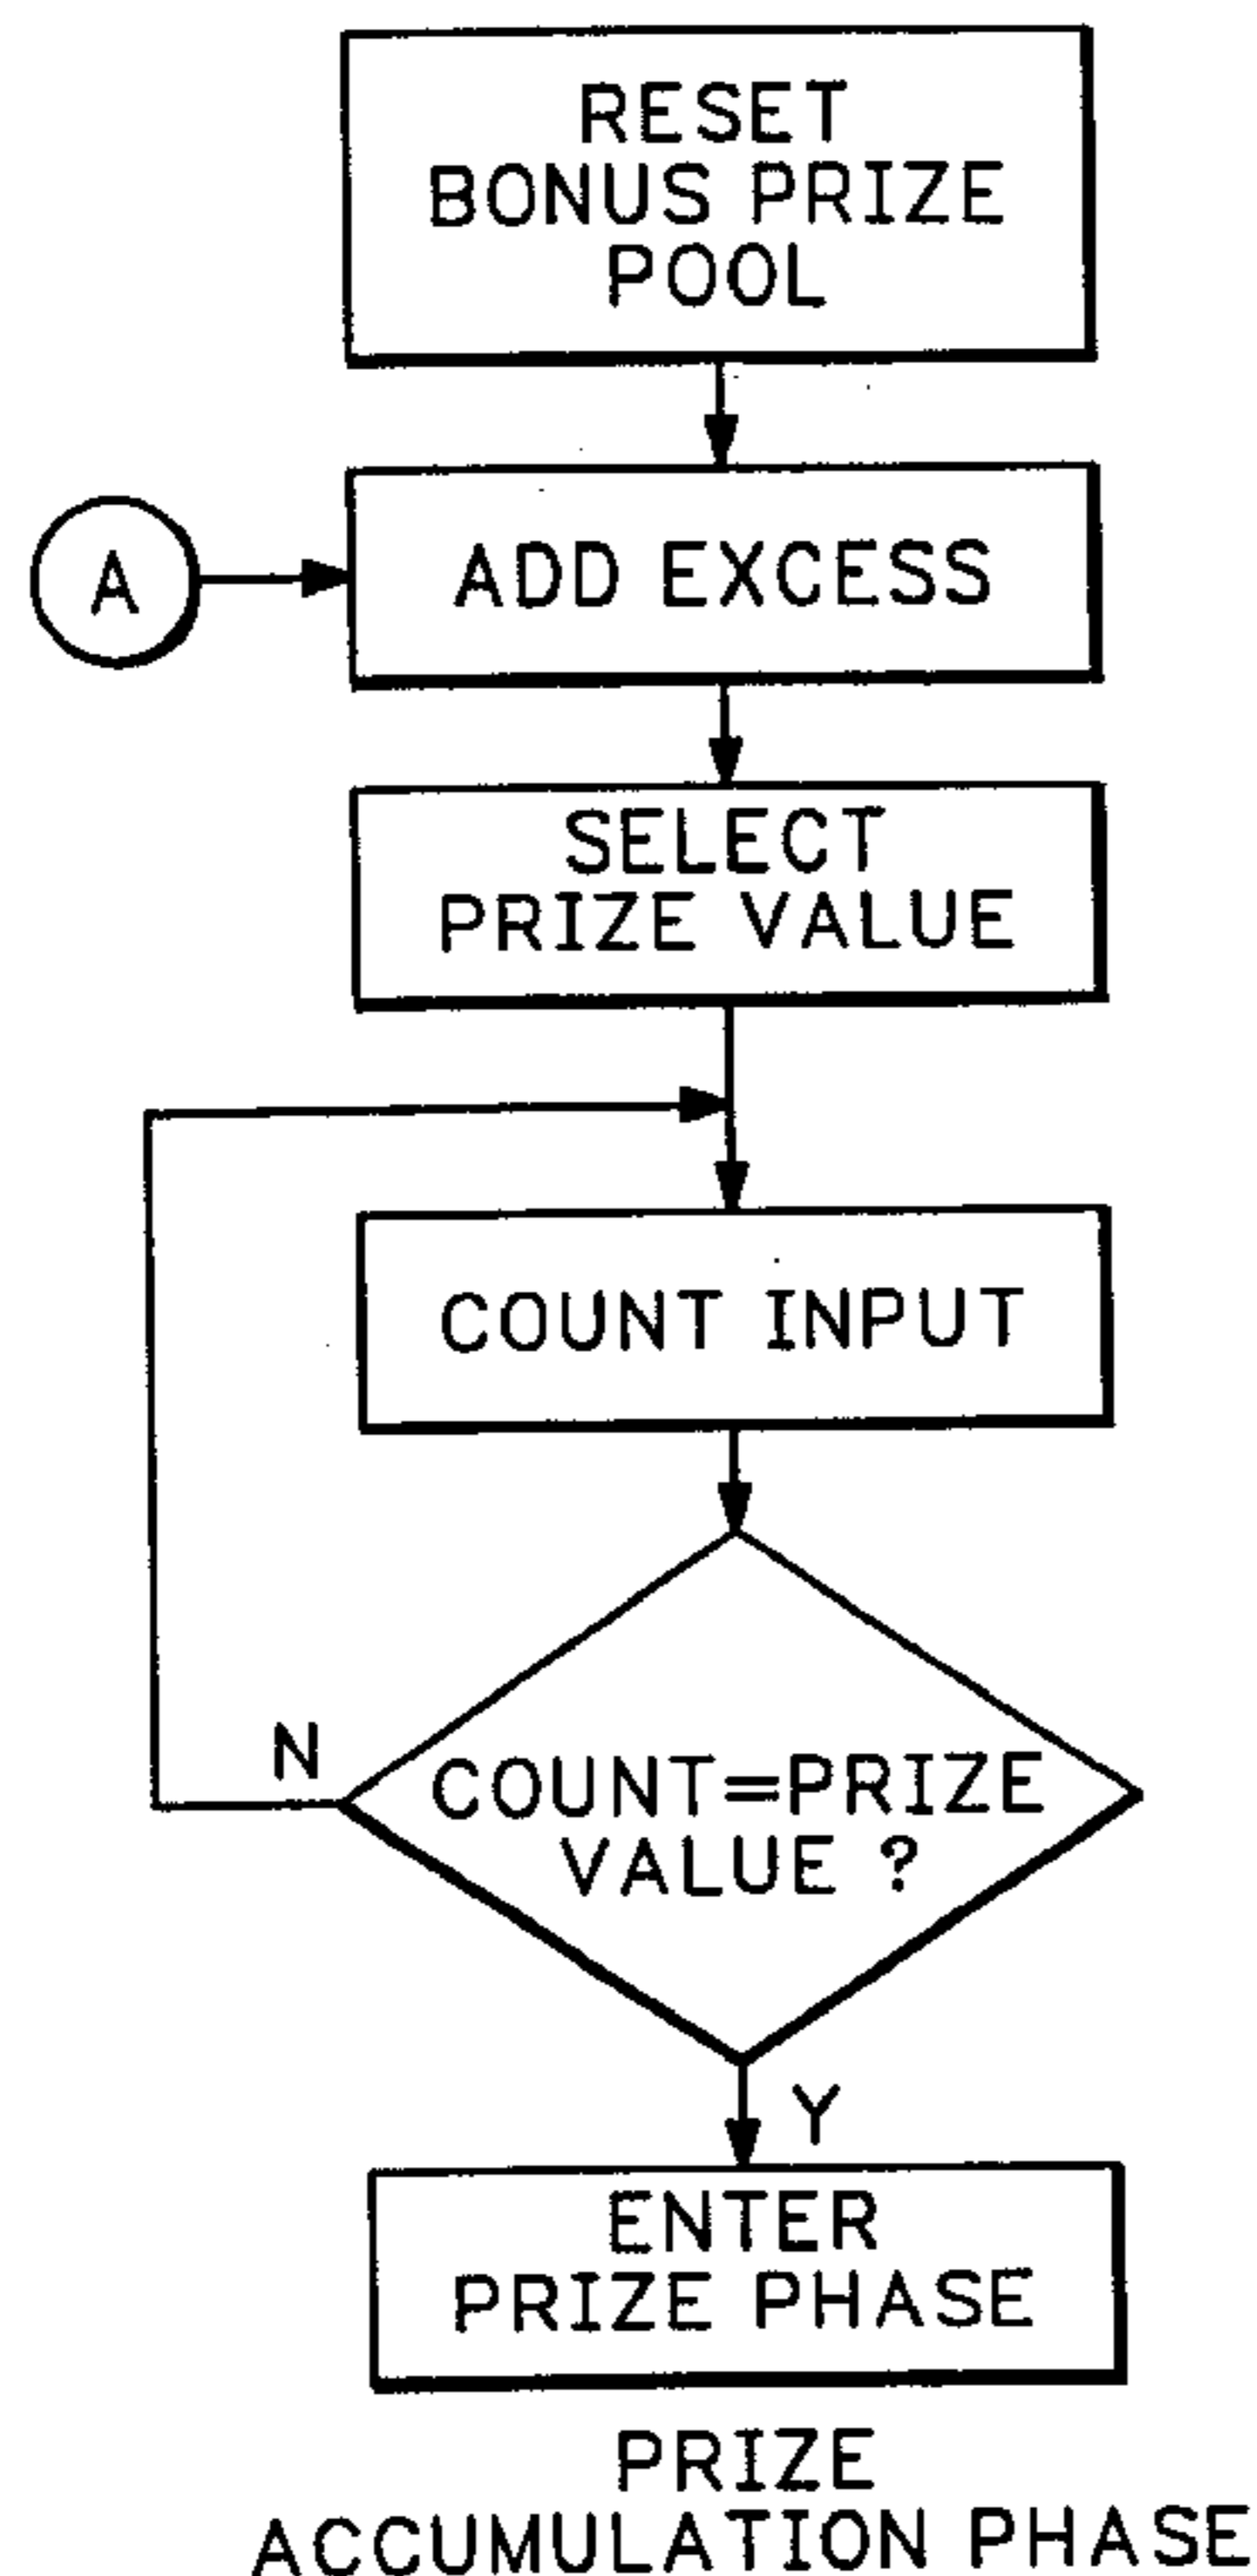 RESET
BONUS PRIZE
POOL
A
ADD EXCESS
SELECT
PRIZE VALUE
COUNT INPUT
N
COUNT=PRIZE
VALUE ?
Y
ENTER
PRIZE PHASE
PRIZE
ACCUMULATION PHASE